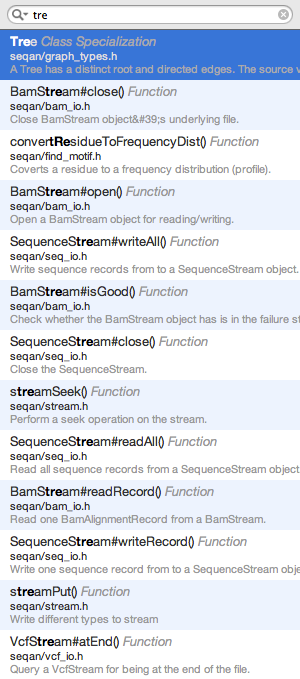 tre
Tree Class Specialization
seqan/graph_types.h
A Tree has a distinct root and directed edges. The source v
BamStream#close() Function
seqan/bam_io.h
Close BamStream object&#39;s underlying file.
convertResidueToFrequencyDist() Function
seqan/find_motif.h
Coverts a residue to a frequency distribution (profile).
BamStream#open() Function
seqan/bam_io.h
Open a BamStream object for reading/writing.
SequenceStream#writeAll() Function
seqan/seq_io.h
Write sequence records from to a SequenceStream object.
BamStream#isGood() Function
seqan/bam_io.h
Check whether the BamStream object has is in the failure st
SequenceStream#close() Function
seqan/seq_io.h
Close the SequenceStream.
streamSeek() Function
seqan/stream.h
Perform a seek operation on the stream.
SequenceStream#readAll() Function
seqan/seq_io.h
Read all sequence records from a SequenceStream object
BamStream#readRecord() Function
seqan/bam_io.h
Read one BamAlignmentRecord from a BamStream.
SequenceStream#writeRecord() Function
seqan/seq_io.h
Write one sequence record from to a SequenceStream obje
streamPut() Function
seqan/stream.h
Write different types to stream
VcfStream#atEnd() Function
seqan/vcf_io.h
Query a VcfStream for being at the end of the file.